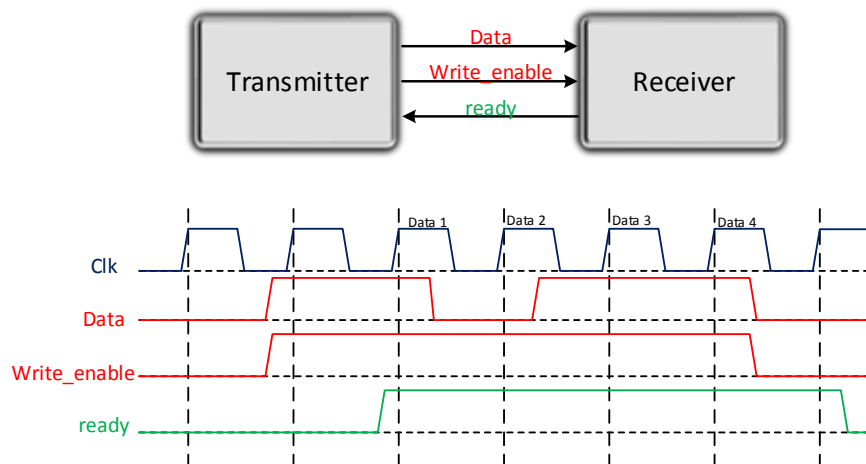 Data
Transmitter
Write_enable
Receiver
ready
Data 1
Data 2
Data 3
Data 4
Clk
Data
Write_enable
ready